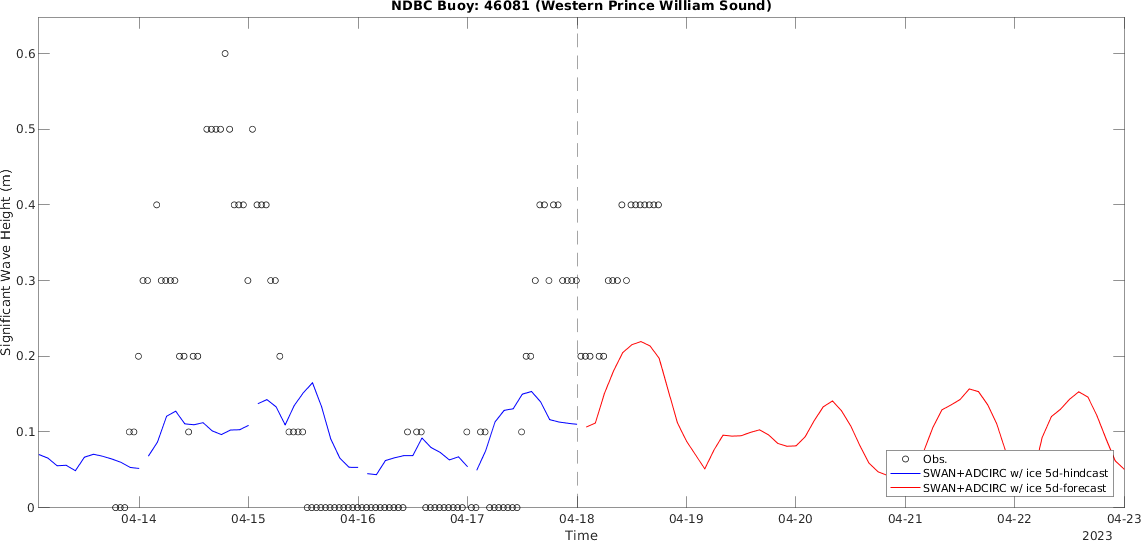 NDBC Buoy: 46081 (Western Prince William Sound)
Significant Wave Height (m)
0.6
0.5
0.4
0.3
0.2
0.1
0
Obs.
SWAN+ADCIRC w/ ice 5d-hindcast
SWAN+ADCIRC w/ ice 5d-forecast
04-14 04-15 04-16 04-17 04-18 04-19 04-20 04-21 04-22 04-23
Time
2023